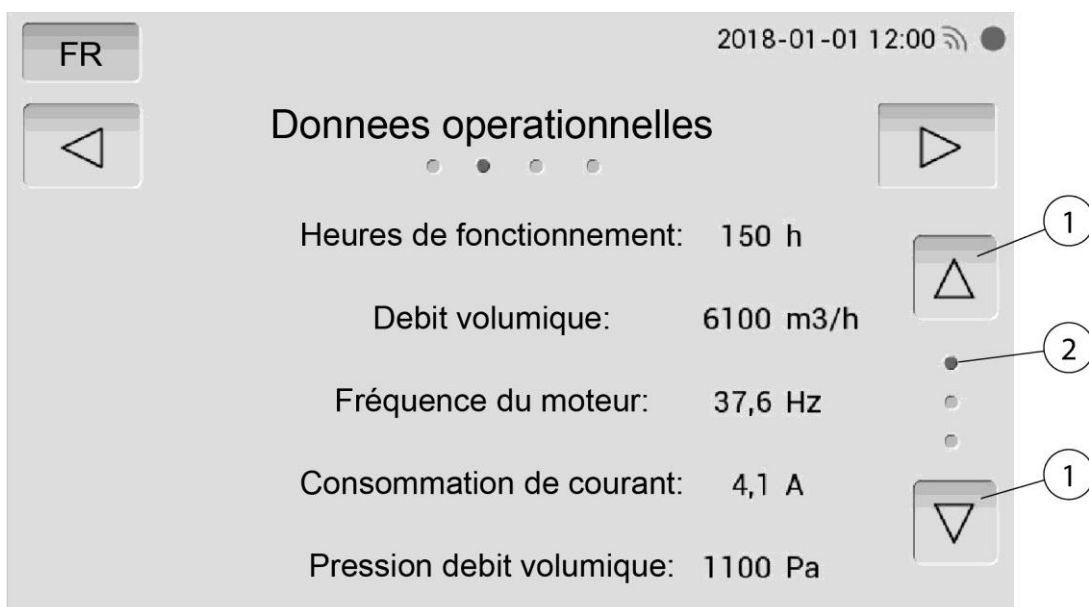 FR
2018-01-01 12:00
Donnees operationnelles
Heures de fonctionnement: 150 h
1
Debit volumique: 6100 m3/h
2
Fréquence du moteur: 37,6 Hz
Consommation de courant: 4,1 A
1
Pression debit volumique: 1100 Pa